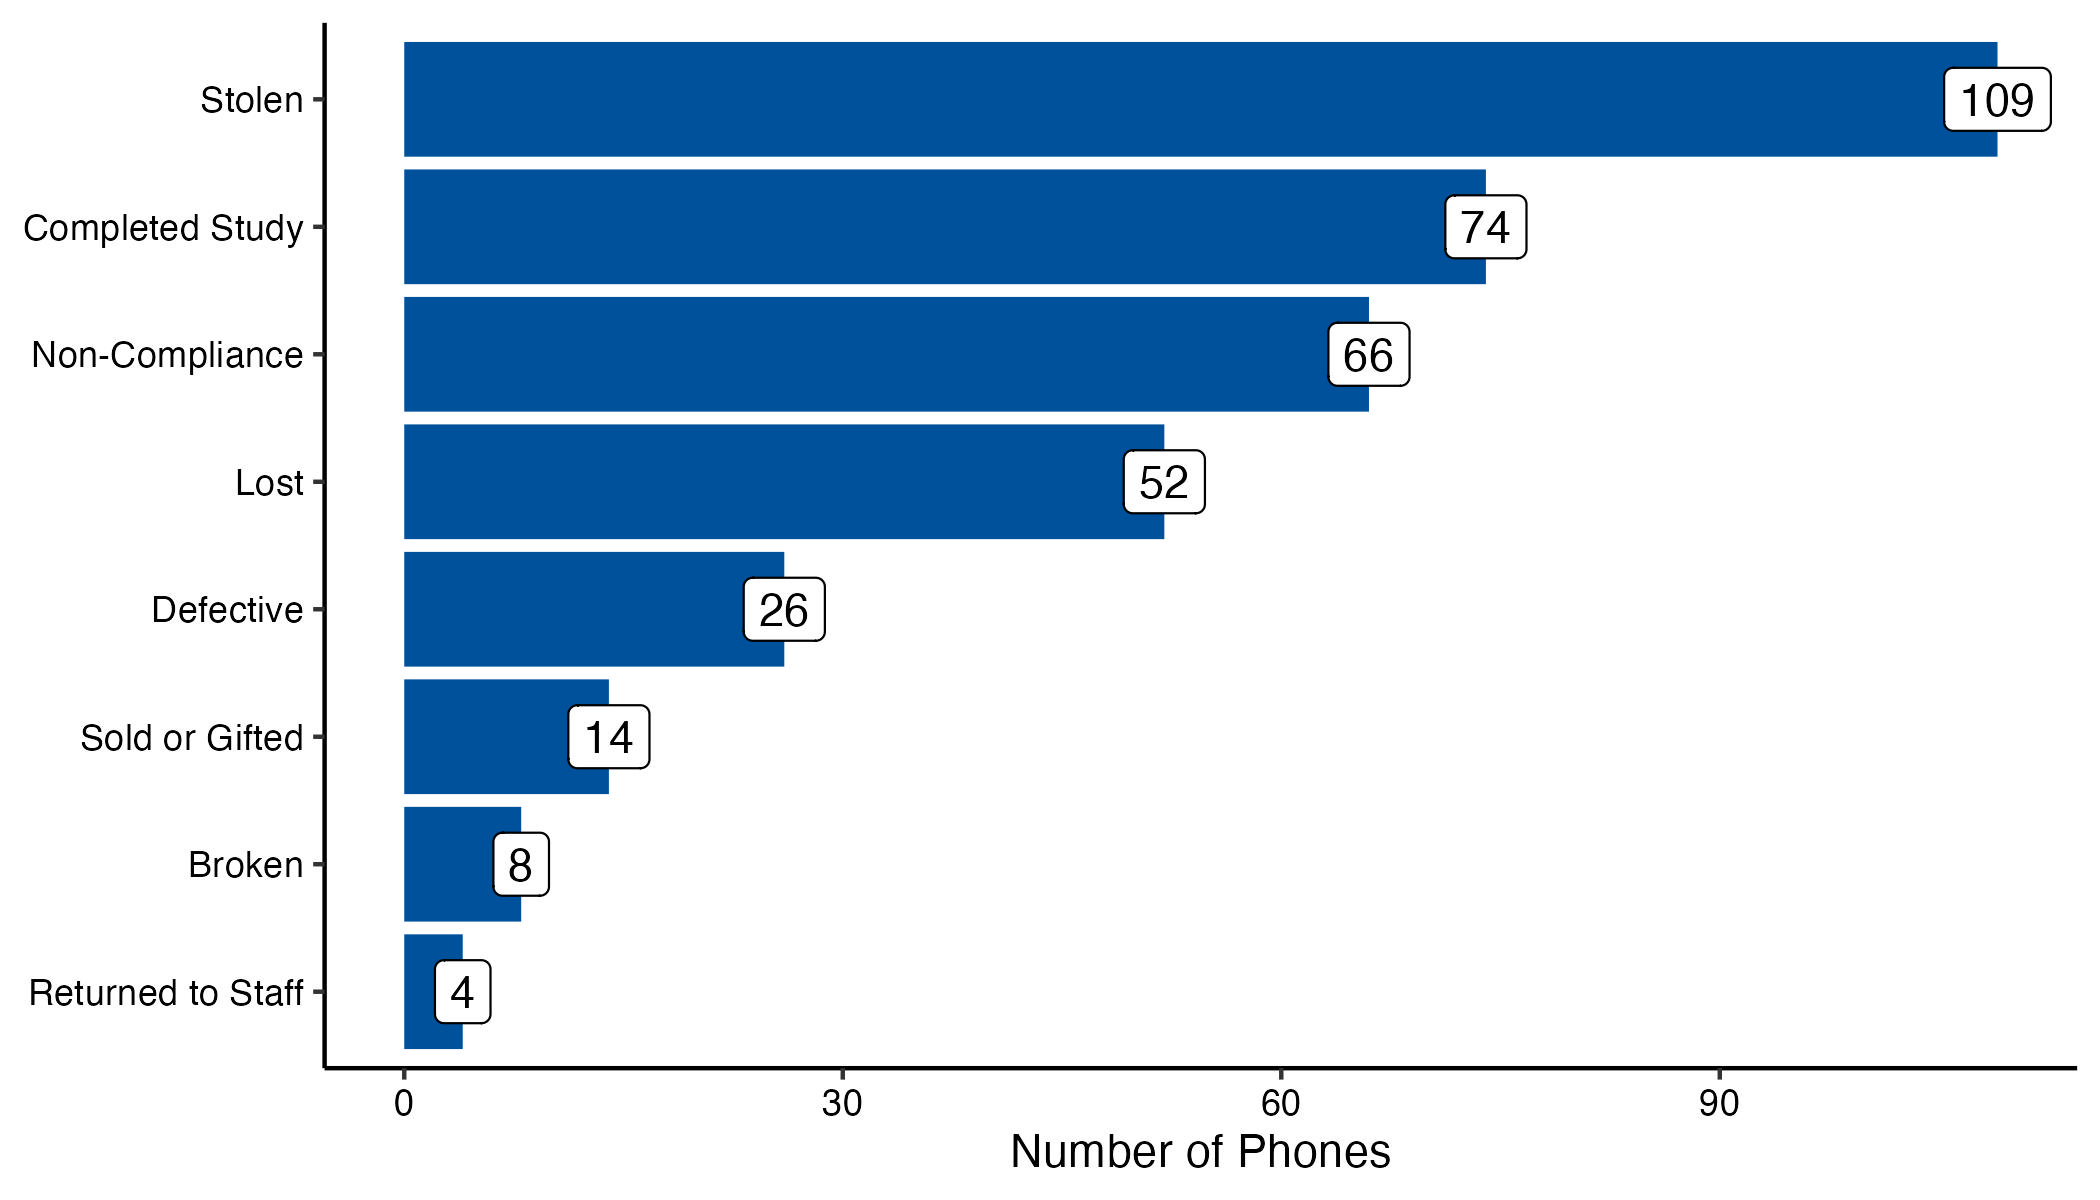 Stolen 109
Completed Study 74
Non-Compliance 66
Lost 52
Defective 26
Sold or Gifted 14
Broken 8
Returned to Staff 4
0 30 60 90
Number of Phones